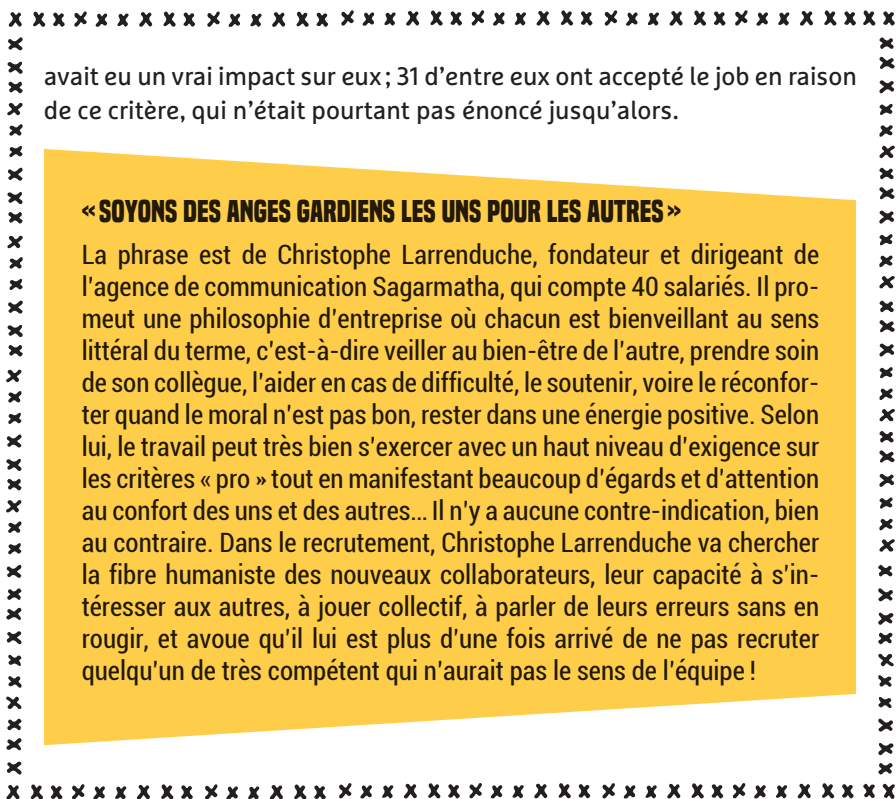 avait eu un vrai impact sur eux ; 31 d'entre eux ont accepté le job en raison
de ce critère, qui n'était pourtant pas énoncé jusqu'alors.
« SOYONS DES ANGES GARDIENS LES UNS POUR LES AUTRES »
La phrase est de Christophe Larrenduche, fondateur et dirigeant de
l'agence de communication Sagarmatha, qui compte 40 salariés. Il pro-
meut une philosophie d'entreprise où chacun est bienveillant au sens
littéral du terme, c'est-à-dire veiller au bien-être de l'autre, prendre soin
de son collègue, l'aider en cas de difficulté, le soutenir, voire le réconfor-
ter quand le moral n'est pas bon, rester dans une énergie positive. Selon
lui, le travail peut très bien s'exercer avec un haut niveau d'exigence sur
les critères « pro » tout en manifestant beaucoup d'égards et d'attention
au confort des uns et des autres... Il n'y a aucune contre-indication, bien
au contraire. Dans le recrutement, Christophe Larrenduche va chercher
la fibre humaniste des nouveaux collaborateurs, leur capacité à s'in-
téresser aux autres, à jouer collectif, à parler de leurs erreurs sans en
rougir, et avoue qu'il lui est plus d'une fois arrivé de ne pas recruter
quelqu'un de très compétent qui n'aurait pas le sens de l'équipe !